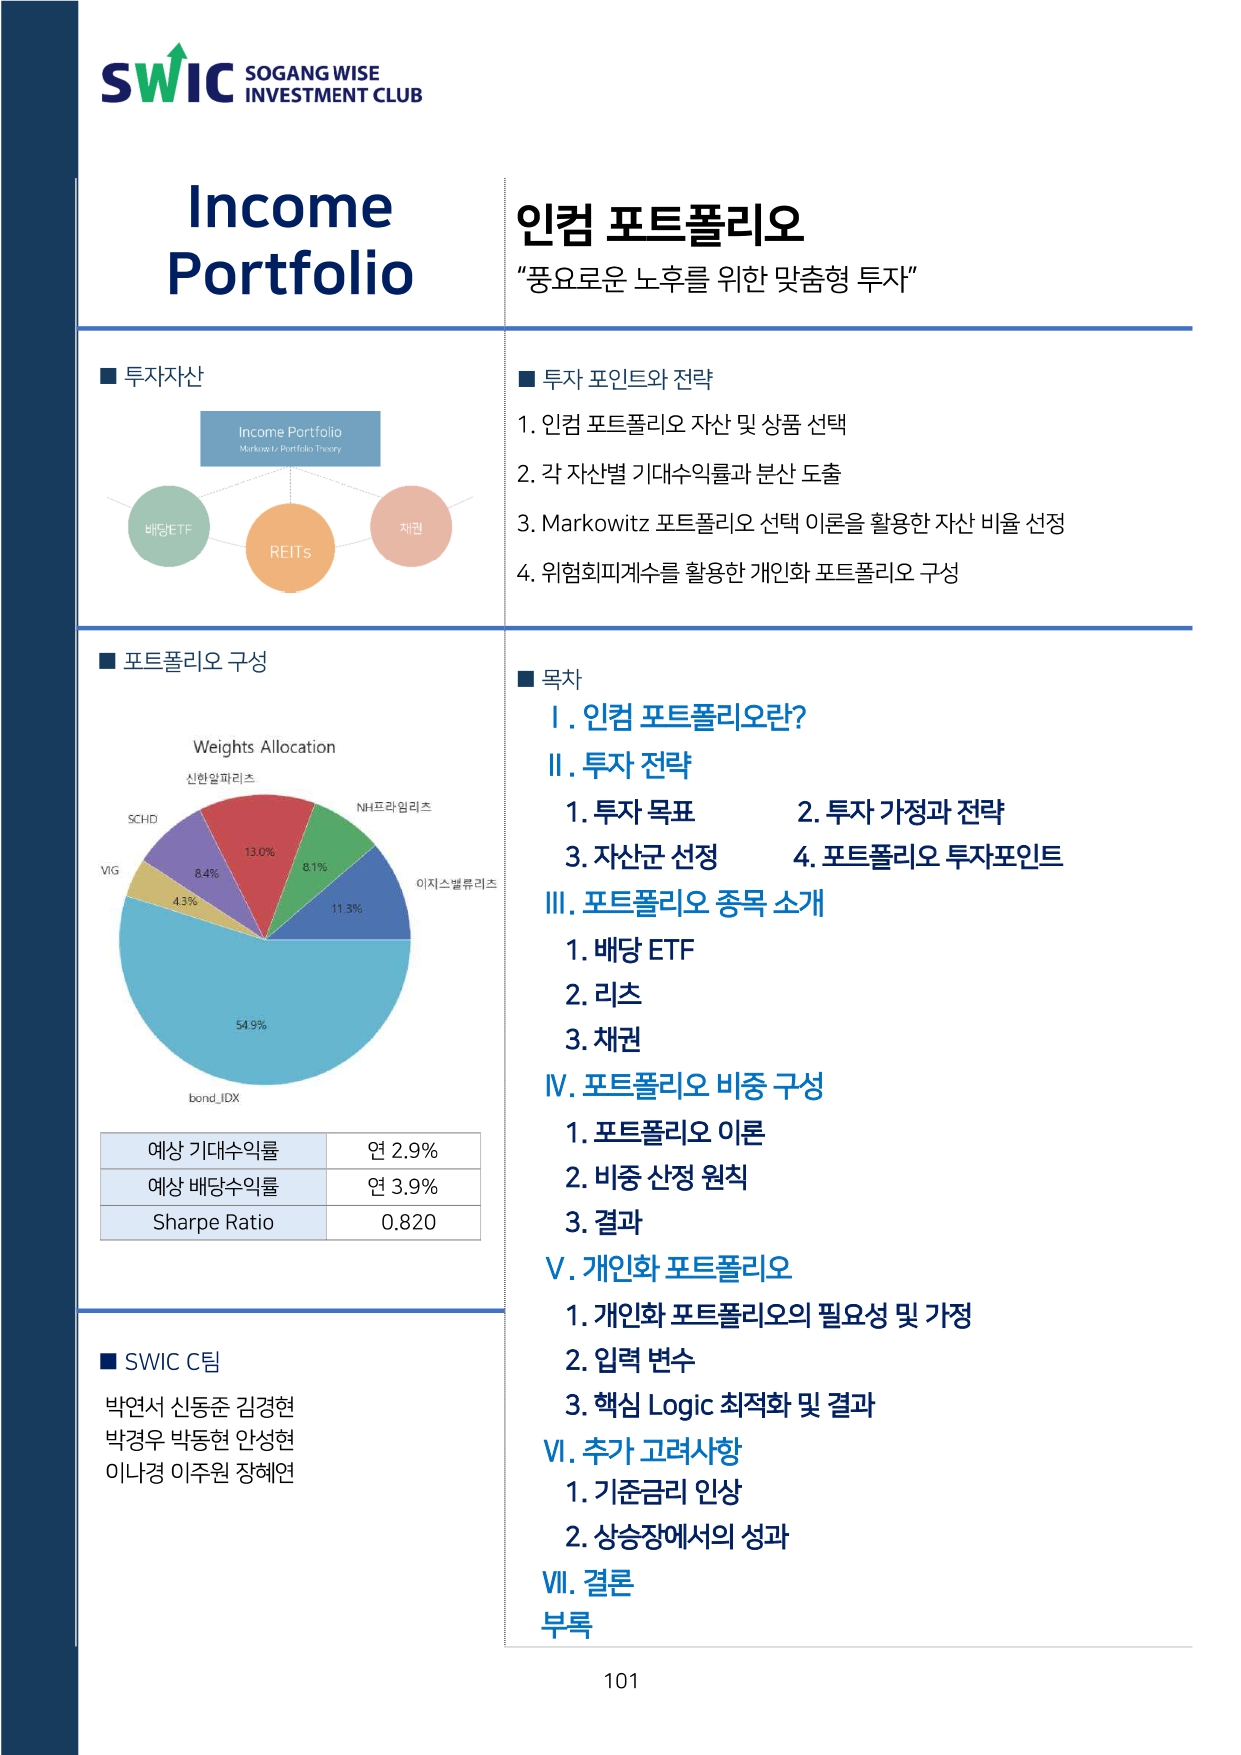 SWIC SOGANG WISE
INVESTMENT CLUB
Income
Portfolio
인컴 포트폴리오
“풍요로운 노후를 위한 맞춤형 투자”
■ 투자자산
Income Portfolio
Markowitz Portfolio Theory
배당ETF
REITs
채권
■ 투자 포인트와 전략
1. 인컴 포트폴리오 자산 및 상품 선택
2. 각 자산별 기대수익률과 분산 도출
3. Markowitz 포트폴리오 선택 이론을 활용한 자산 비율 선정
4. 위험회피계수를 활용한 개인화 포트폴리오 구성
■ 포트폴리오 구성
Weights Allocation
신한알파리츠
NH프라임리츠
SCHD
VIG
이지스밸류리츠
13.0%
8.1%
8.4%
4.3%
11.3%
54.9%
bond_IDX
예상 기대수익률 연 2.9%
예상 배당수익률 연 3.9%
Sharpe Ratio 0.820
■ SWIC C팀
박연서 신동준 김경현
박경우 박동현 안성현
이나경 이주원 장혜연
■ 목차
Ⅰ. 인컴 포트폴리오란?
Ⅱ. 투자 전략
1. 투자 목표 2. 투자 가정과 전략
3. 자산군 선정 4. 포트폴리오 투자포인트
Ⅲ. 포트폴리오 종목 소개
1. 배당 ETF
2. 리츠
3. 채권
Ⅳ. 포트폴리오 비중 구성
1. 포트폴리오 이론
2. 비중 산정 원칙
3. 결과
Ⅴ. 개인화 포트폴리오
1. 개인화 포트폴리오의 필요성 및 가정
2. 입력 변수
3. 핵심 Logic 최적화 및 결과
Ⅵ. 추가 고려사항
1. 기준금리 인상
2. 상승장에서의 성과
Ⅶ. 결론
부록
101